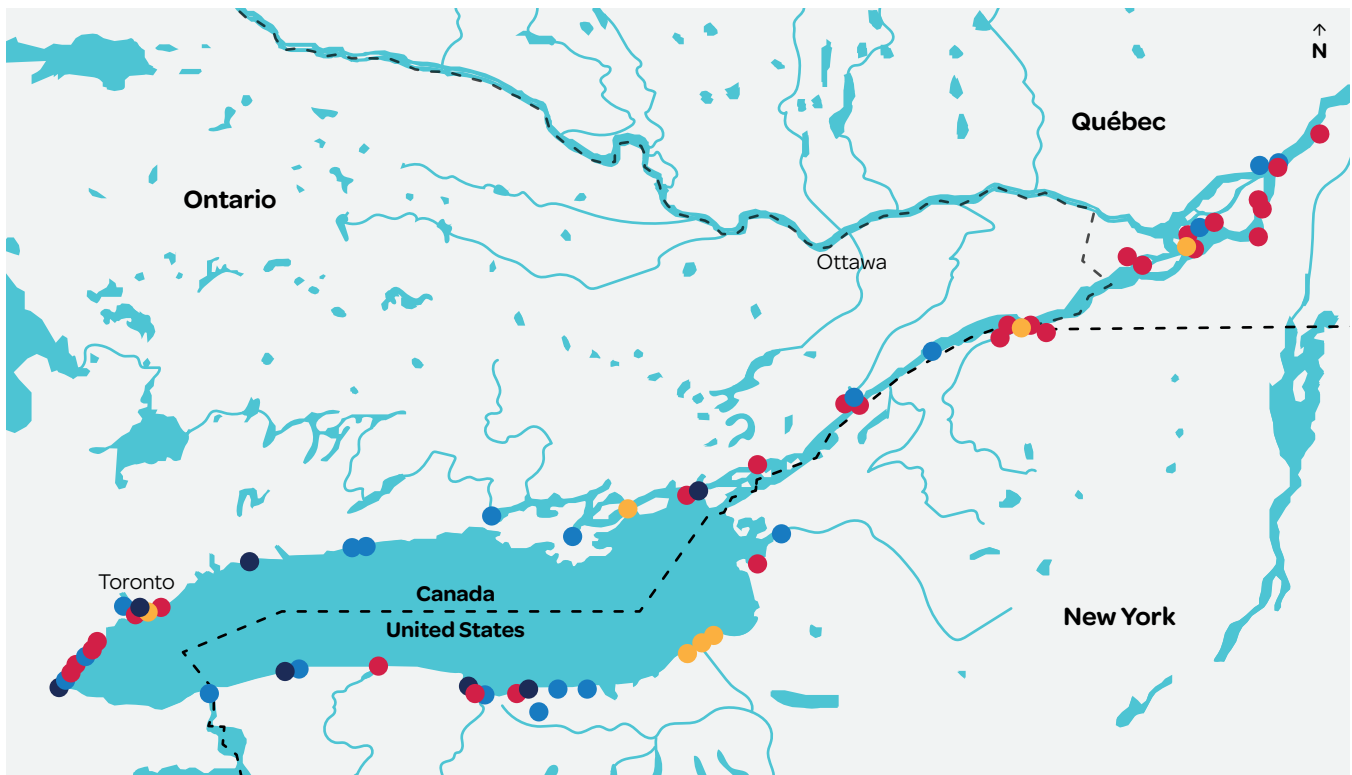 N
Québec
Ontario
Ottawa
Toronto
Canada
United States
New York